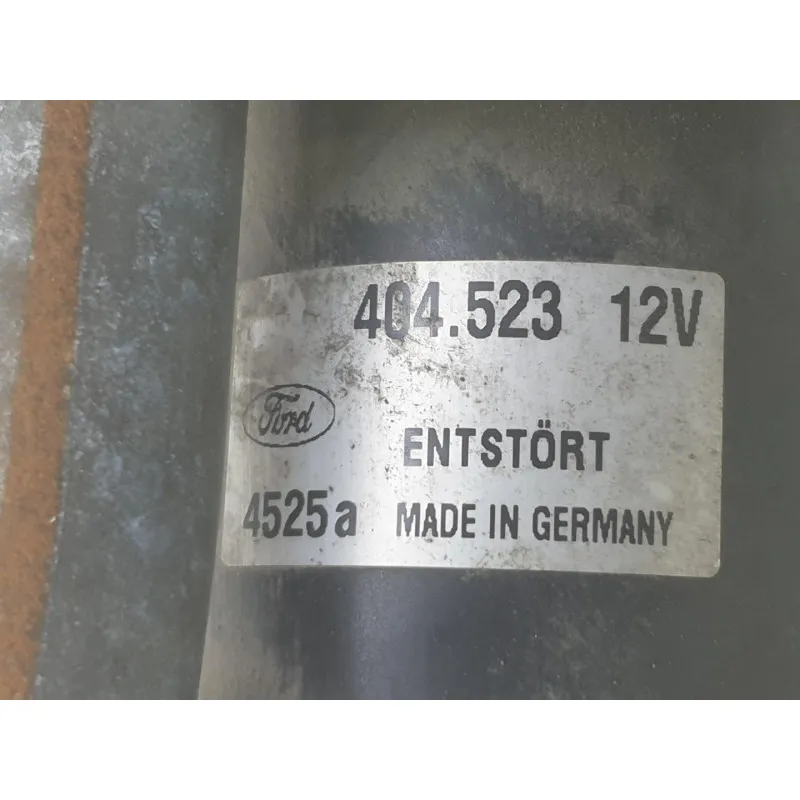 404.523 12V
Ford
ENTSTÖRT
4525a MADE IN GERMANY